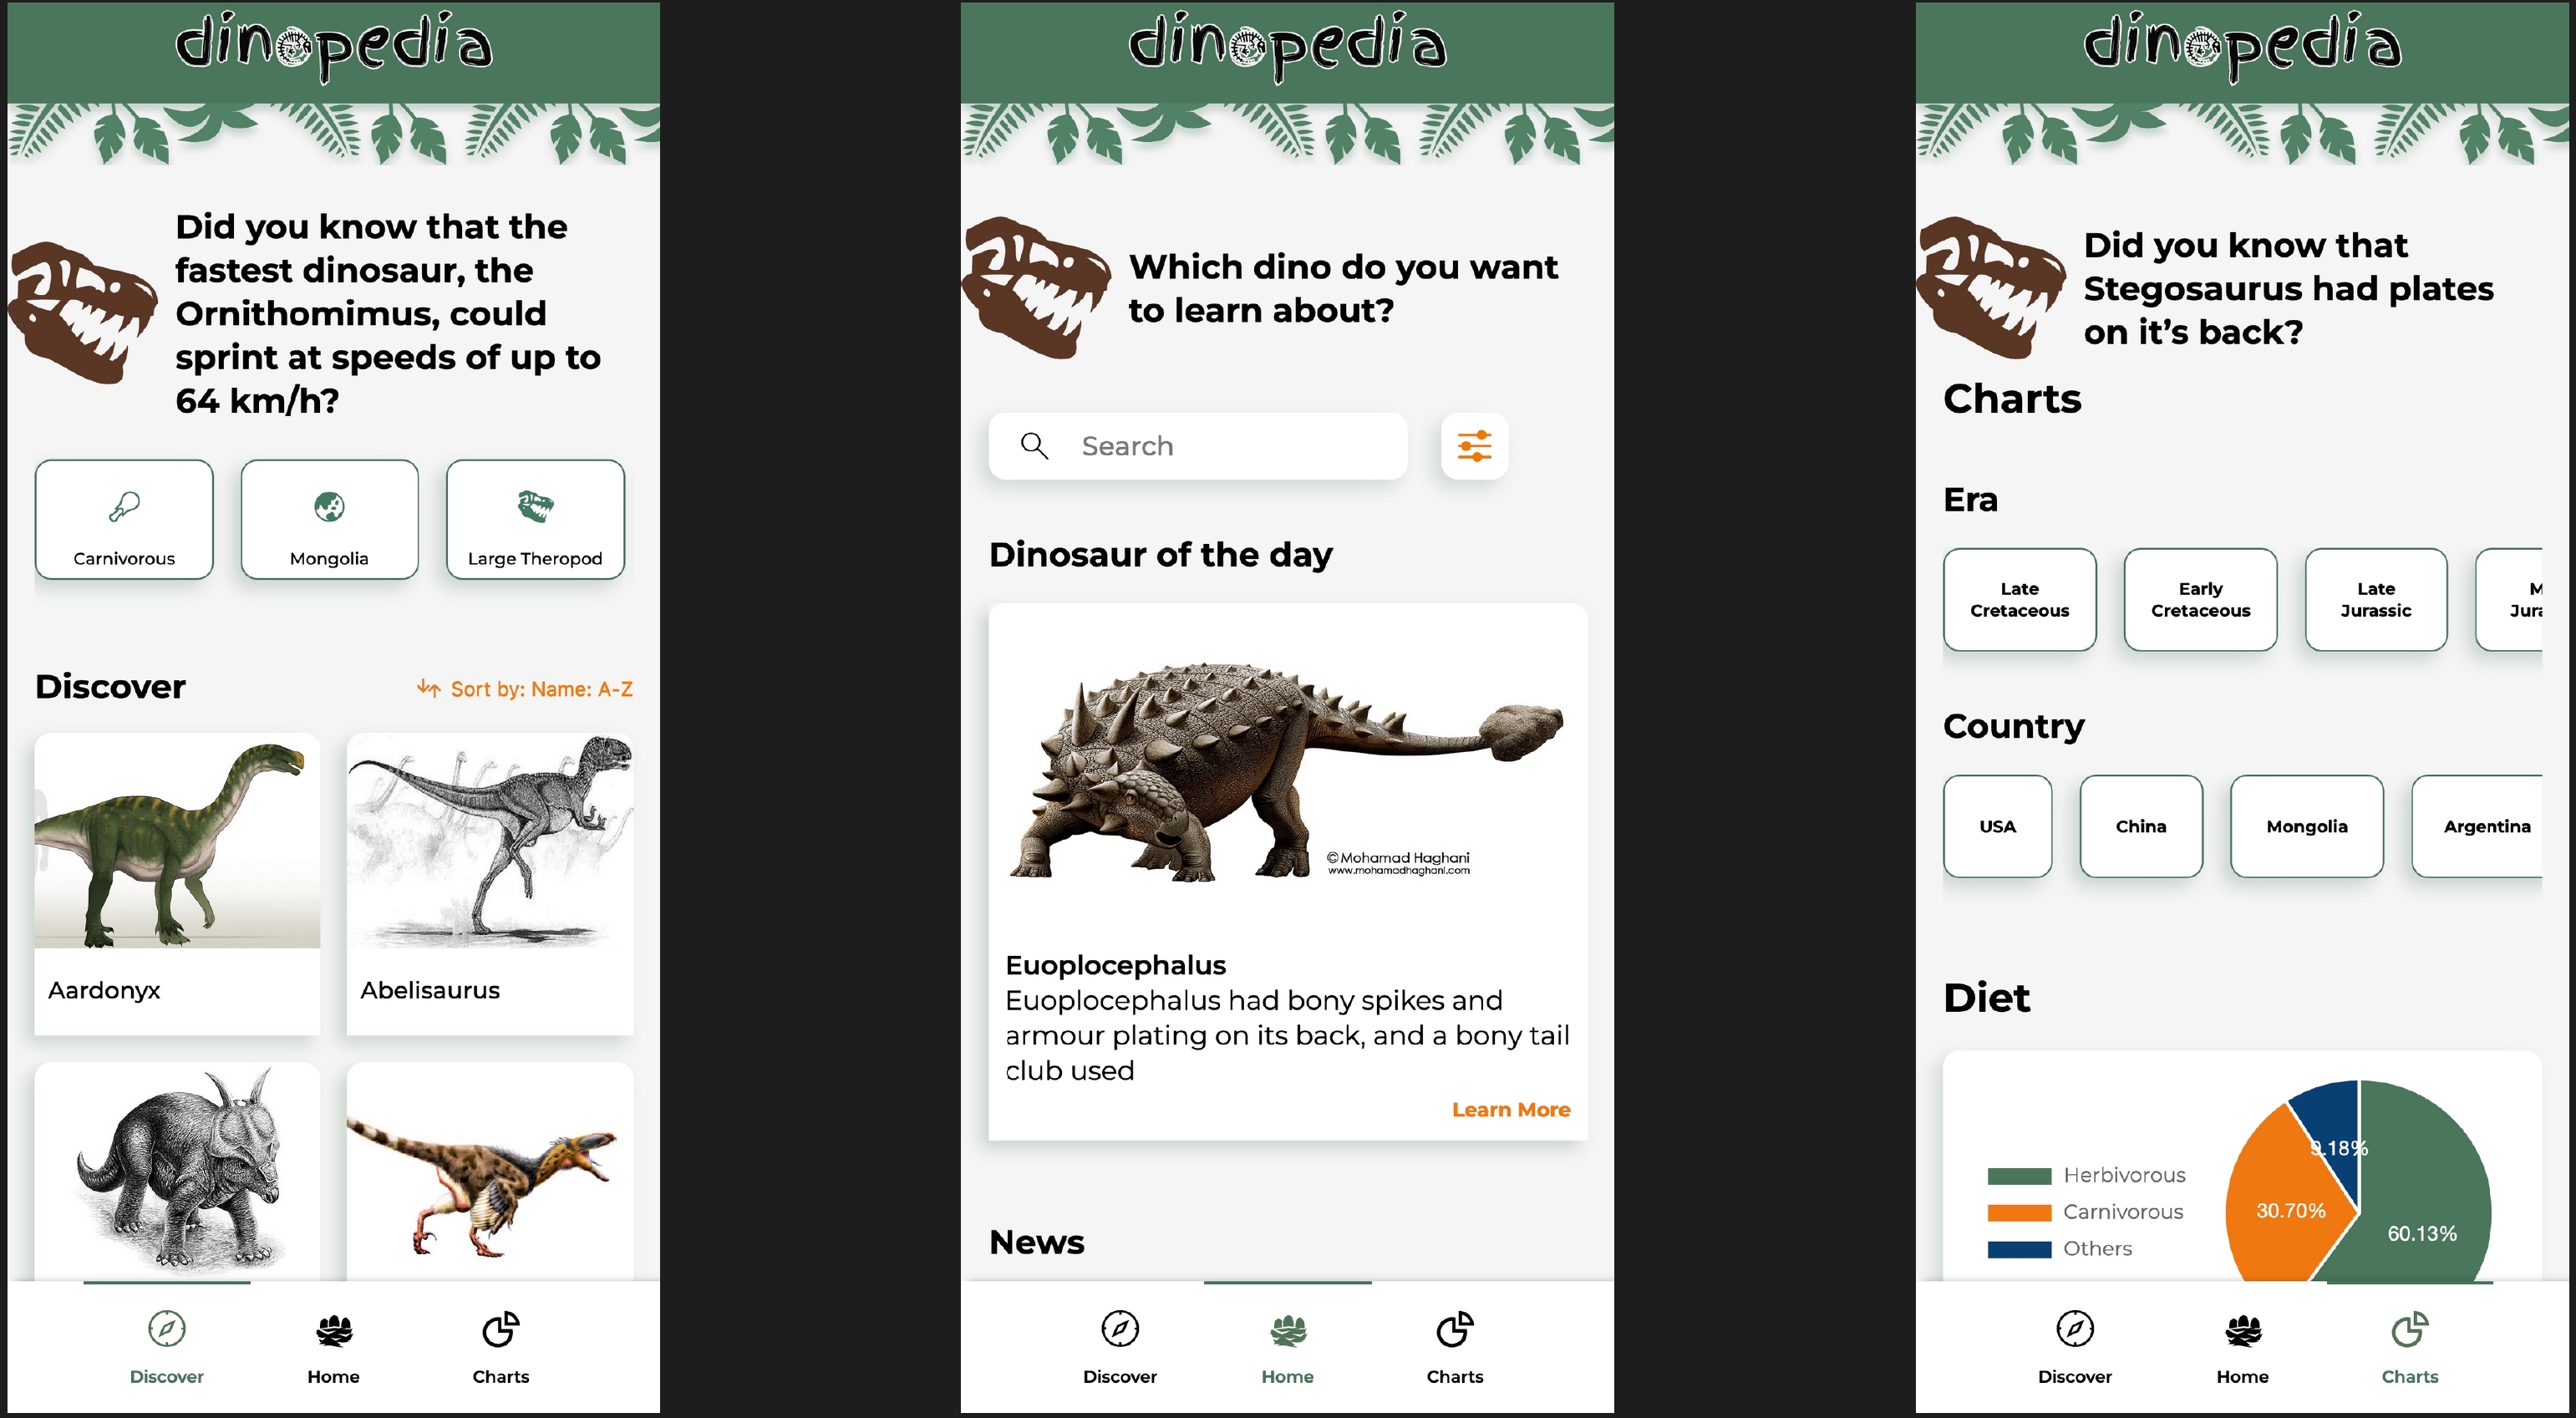 dinopedia
Did you know that the
fastest dinosaur, the
Ornithomimus, could
sprint at speeds of up to
64 km/h?
Carnivorous
Mongolia
Large Theropod
Discover
Sort by: Name: A-Z
Aardonyx
Abelisaurus
Discover
Home
Charts
dinopedia
Which dino do you want
to learn about?
Search
Dinosaur of the day
©Mohamad Haghani
www.mohamadhaghani.com
Euoplocephalus
Euoplocephalus had bony spikes and
armour plating on its back, and a bony tail
club used
Learn More
News
Discover
Home
Charts
dinopedia
Did you know that
Stegosaurus had plates
on it’s back?
Charts
Era
Late
Cretaceous
Early
Cretaceous
Late
Jurassic
Country
USA
China
Mongolia
Argentina
Diet
Herbivorous
Carnivorous
Others
9.18%
30.70%
60.13%
Discover
Home
Charts